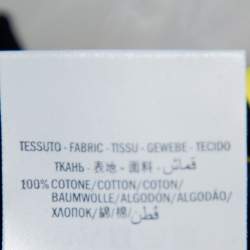 TESSUTO - FABRIC - TISSU - GEWEBE - TECIDO
ТКАНЬ - 表地 - 面料 - قماش
100% COTONE/COTTON/COTON/
BAUMWOLLE/ALGODÓN/ALGODÃO/
ХЛОПОК/綿/棉/قطن